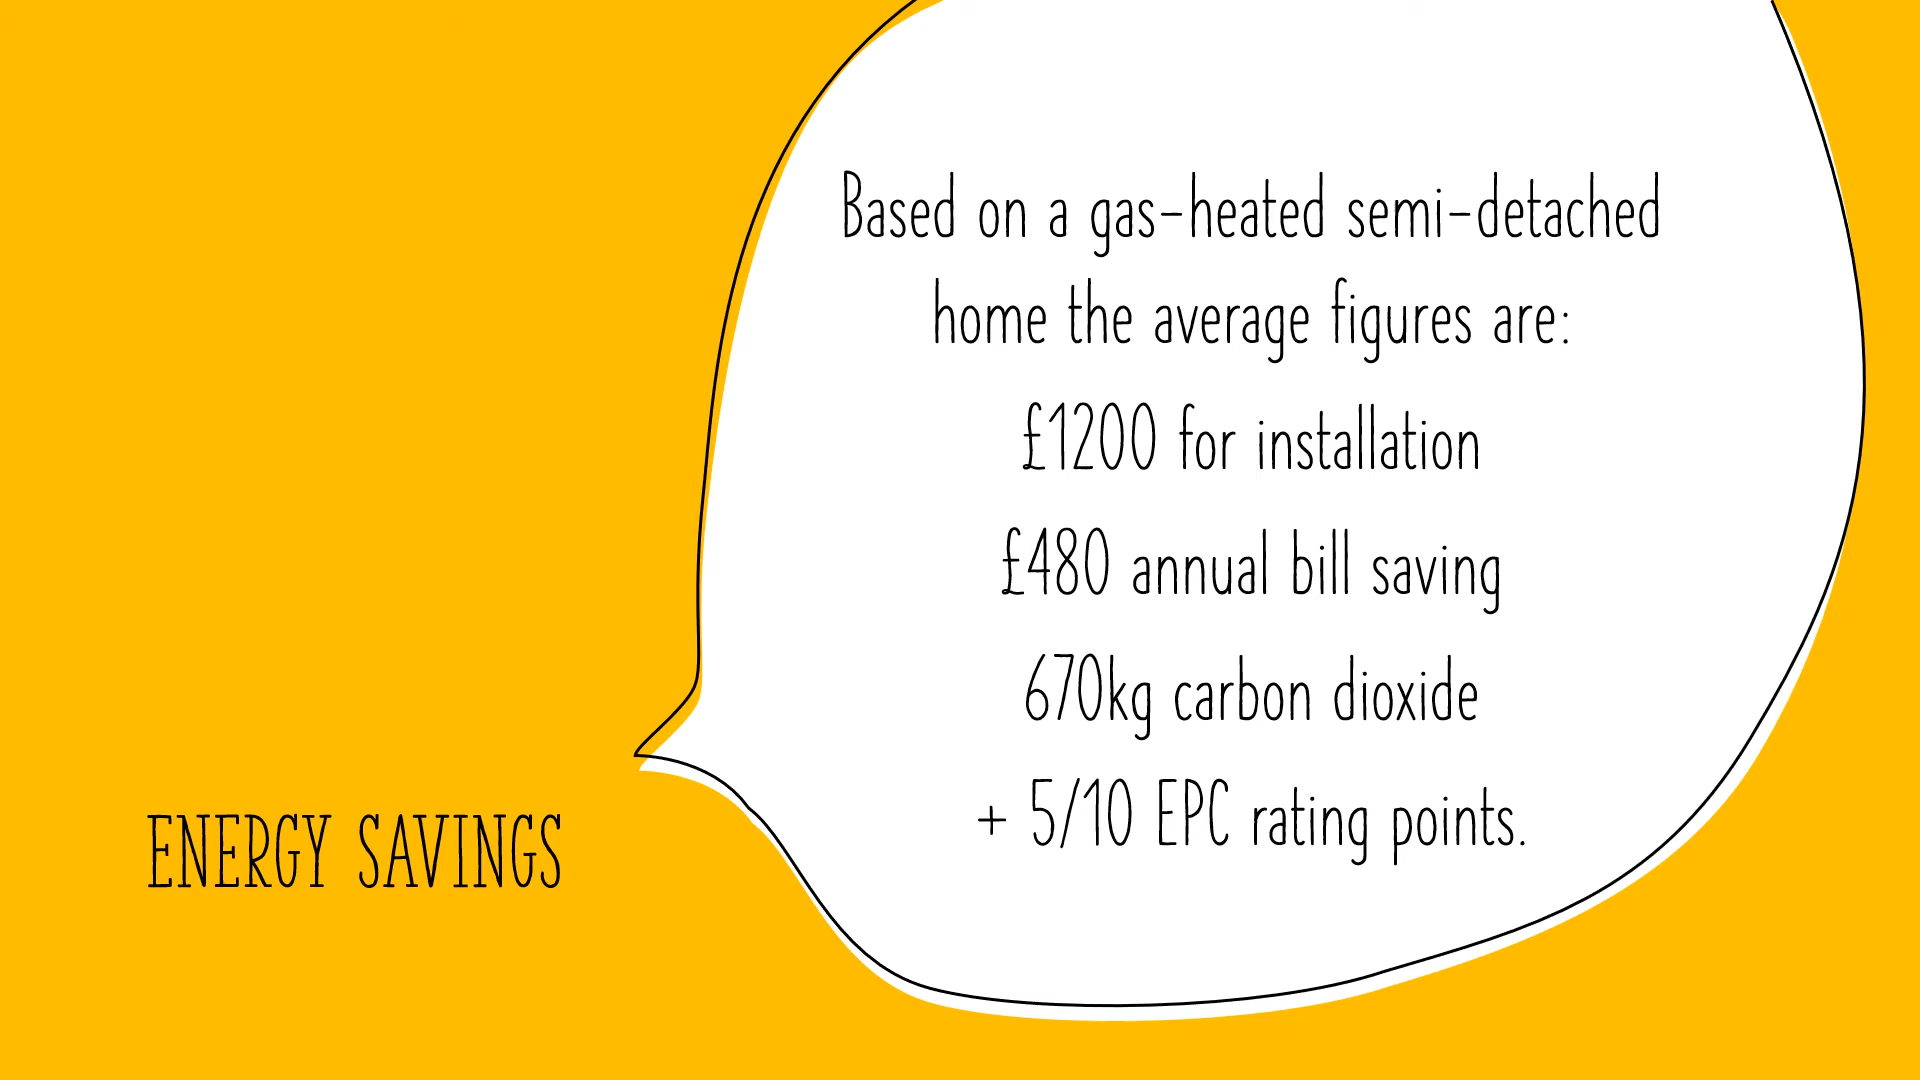 Based on a gas-heated semi-detached
home the average figures are:
£1200 for installation
£480 annual bill saving
670kg carbon dioxide
+ 5/10 EPC rating points.
ENERGY SAVINGS